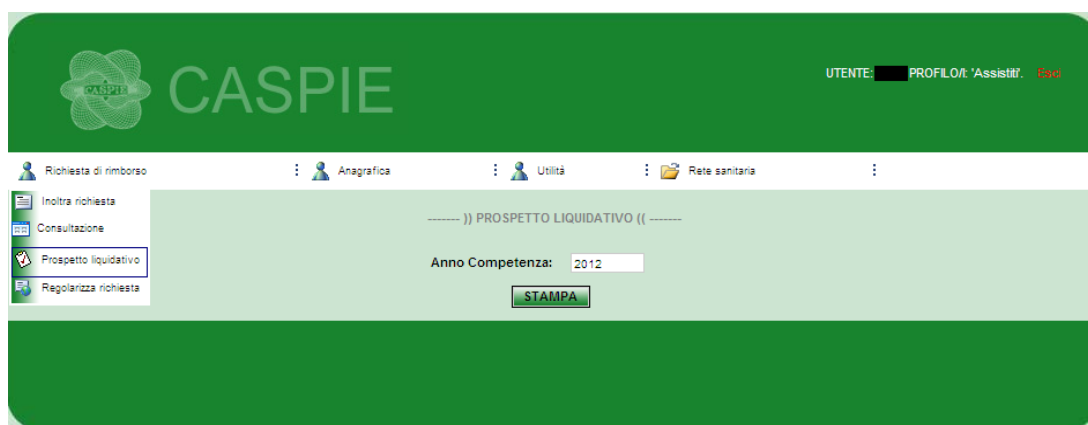 CASPIE
CASPIE
UTENTE: PROFILO/I: 'Assistiti'. Esci
Richiesta di rimborso
Anagrafica
Utilità
Rete sanitaria
Inoltra richiesta
Consultazione
Prospetto liquidativo
Regolarizza richiesta
------- )) PROSPETTO LIQUIDATIVO (( -------
Anno Competenza: 2012
STAMPA